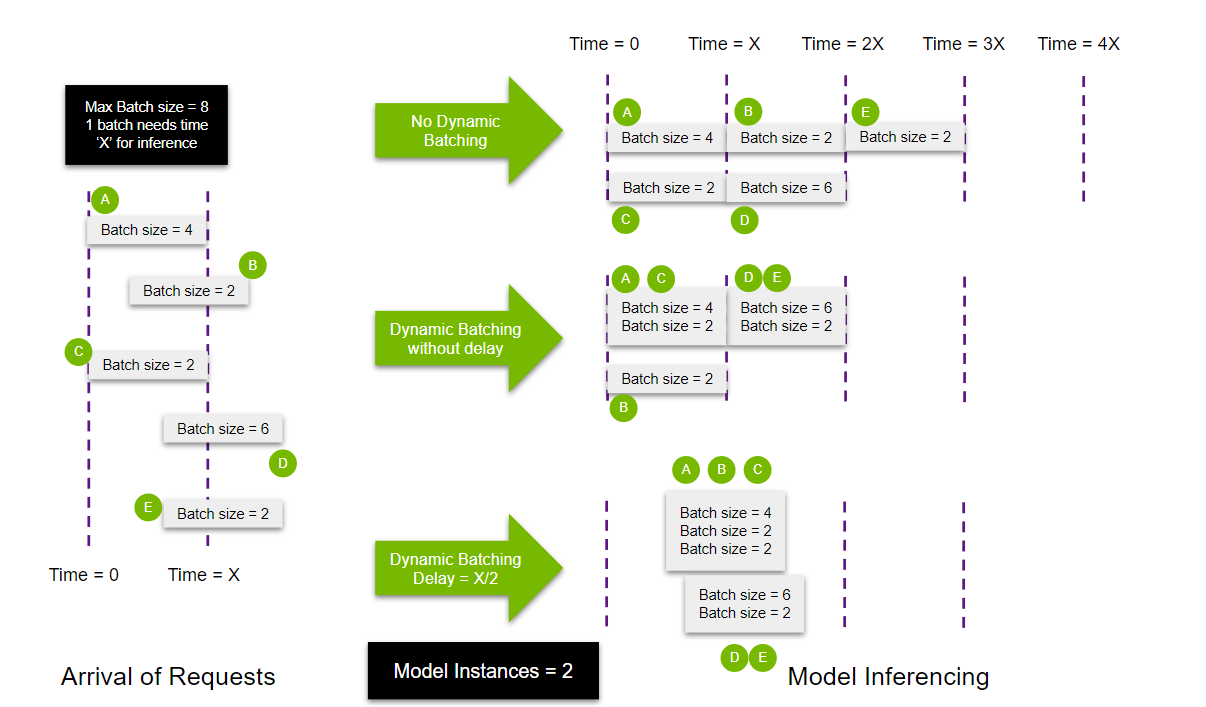 Time = 0
Time = X
Time = 2X
Time = 3X
Time = 4X
Max Batch size = 8
1 batch needs time
'X' for inference
A
Batch size = 4
B
Batch size = 2
C
Batch size = 2
Batch size = 6
D
E
Batch size = 2
Time = 0
Time = X
Arrival of Requests
No Dynamic
Batching
A
B
E
Batch size = 4
Batch size = 2
Batch size = 2
Batch size = 2
Batch size = 6
C
D
Dynamic Batching
without delay
A
C
D
E
Batch size = 4
Batch size = 2
Batch size = 6
Batch size = 2
Batch size = 2
B
Dynamic Batching
Delay = X/2
A
B
C
Batch size = 4
Batch size = 2
Batch size = 2
Batch size = 6
Batch size = 2
D
E
Model Instances = 2
Model Inferencing